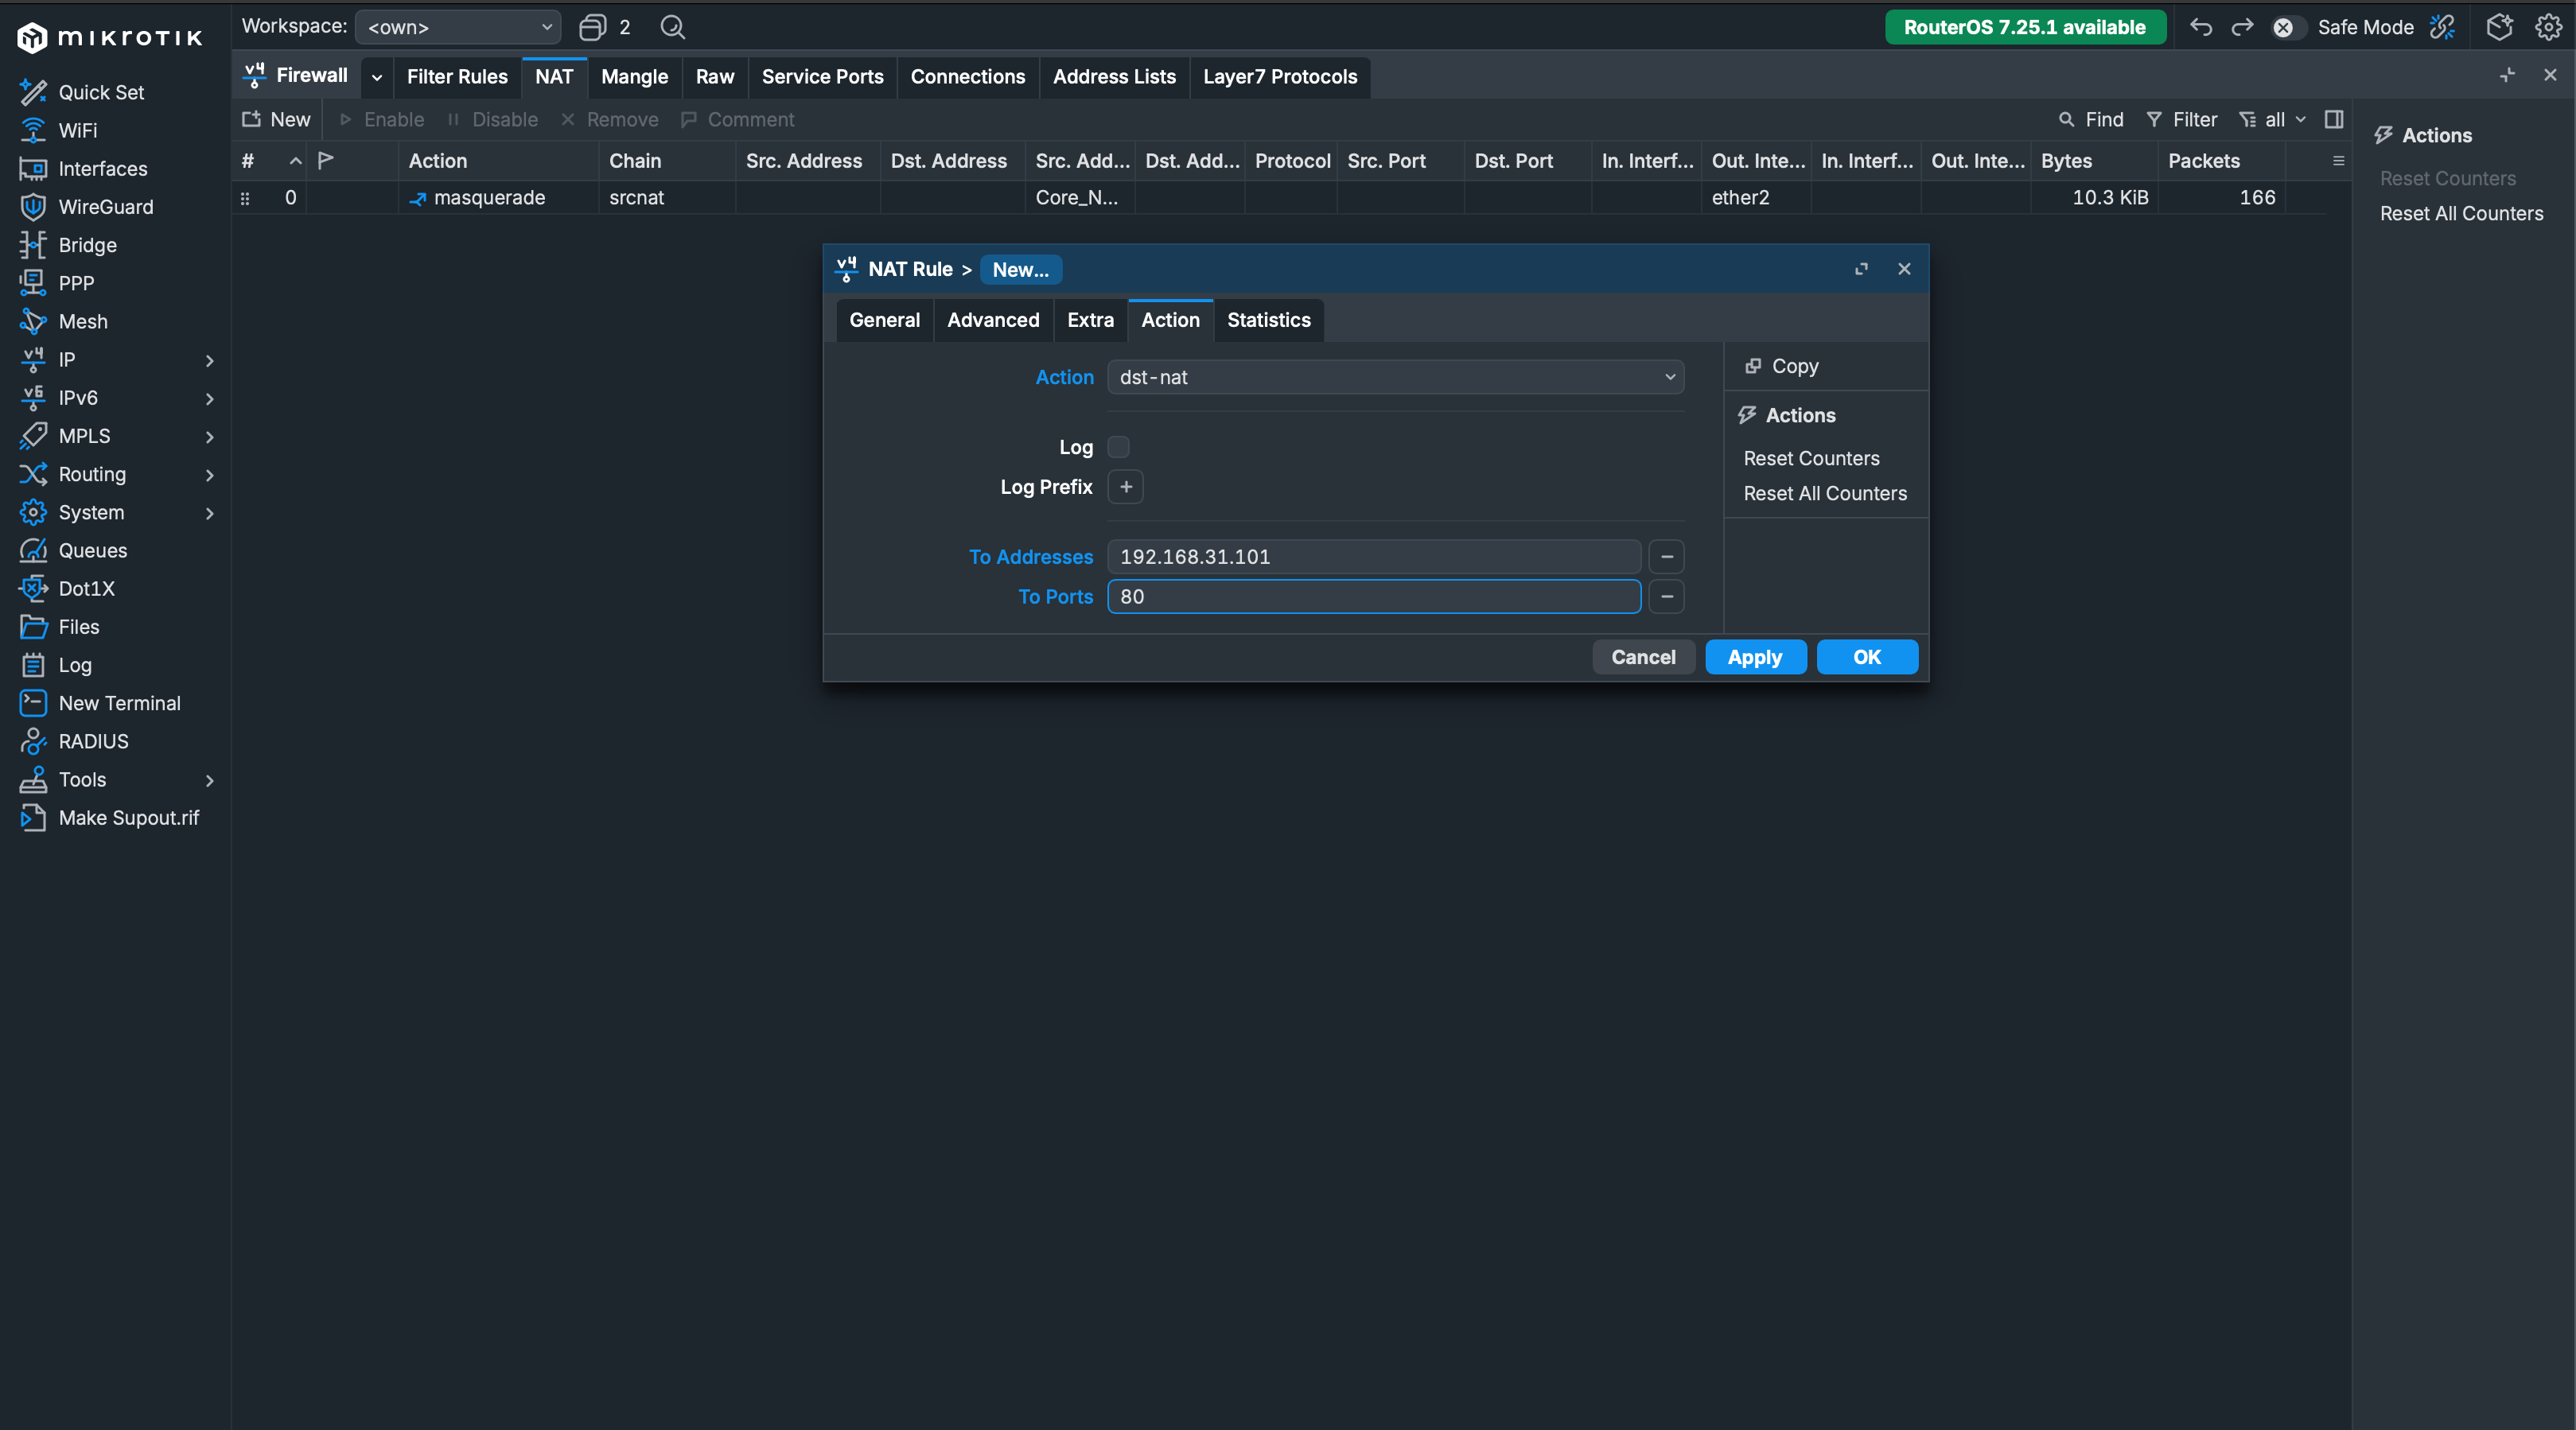 mikrotik
Workspace: <own> 2
RouterOS 7.25.1 available Safe Mode
Quick Set
WiFi
Interfaces
WireGuard
Bridge
PPP
Mesh
v4 IP
v6 IPv6
MPLS
Routing
System
Queues
Dot1X
Files
Log
New Terminal
RADIUS
Tools
Make Supout.rif
v4 Firewall Filter Rules NAT Mangle Raw Service Ports Connections Address Lists Layer7 Protocols
New Enable Disable Remove Comment Find Filter all
# Action Chain Src. Address Dst. Address Src. Add... Dst. Add... Protocol Src. Port Dst. Port In. Interf... Out. Inte... In. Interf... Out. Inte... Bytes Packets
0 masquerade srcnat Core_N... ether2 10.3 KiB 166
Actions
Reset Counters
Reset All Counters
v4 NAT Rule > New...
General Advanced Extra Action Statistics
Action dst-nat
Log
Log Prefix +
To Addresses 192.168.31.101 −
To Ports 80 −
Copy
Actions
Reset Counters
Reset All Counters
Cancel Apply OK